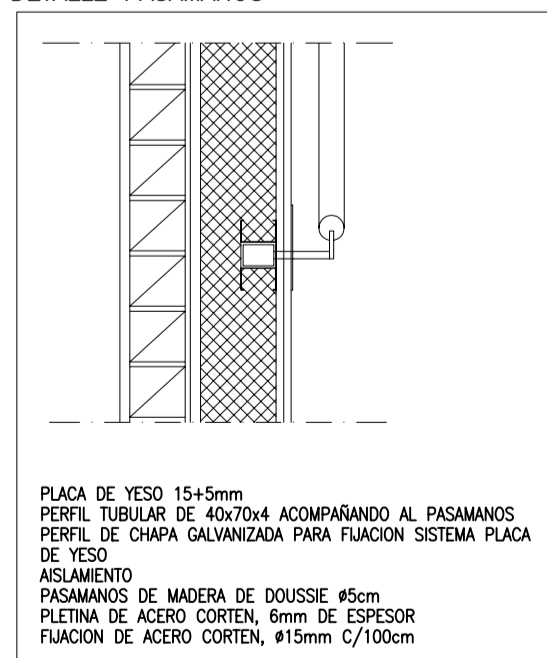 DETALLE PASAMANOS
PLACA DE YESO 15+5mm
PERFIL TUBULAR DE 40x70x4 ACOMPAÑANDO AL PASAMANOS
PERFIL DE CHAPA GALVANIZADA PARA FIJACION SISTEMA PLACA
DE YESO
AISLAMIENTO
PASAMANOS DE MADERA DE DOUSSIE ø5cm
PLETINA DE ACERO CORTEN, 6mm DE ESPESOR
FIJACION DE ACERO CORTEN, ø15mm C/100cm